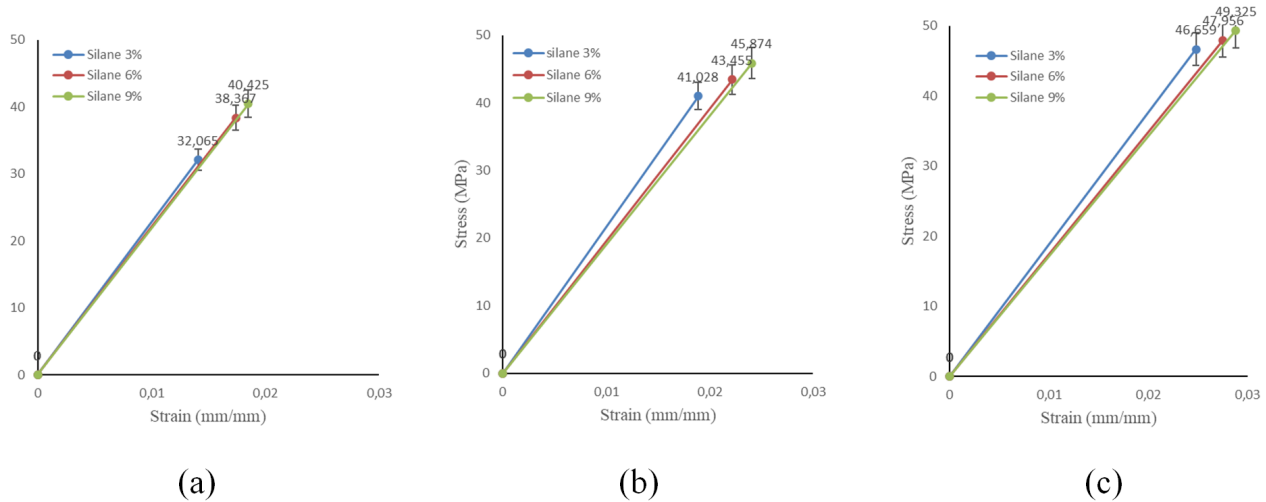 50
40
30
20
10
0
Silane 3%
Silane 6%
Silane 9%
40,425
38,367
32,065
0
0
0,01
0,02
0,03
Strain (mm/mm)
(a)
Stress (MPa)
50
40
30
20
10
0
silane 3%
Silane 6%
Silane 9%
45,874
43,455
41,028
0
0
0,01
0,02
0,03
Strain (mm/mm)
(b)
Stress (MPa)
50
40
30
20
10
0
Silane 3%
Silane 6%
Silane 9%
49,325
47,956
46,659
0
0
0,01
0,02
0,03
Strain (mm/mm)
(c)